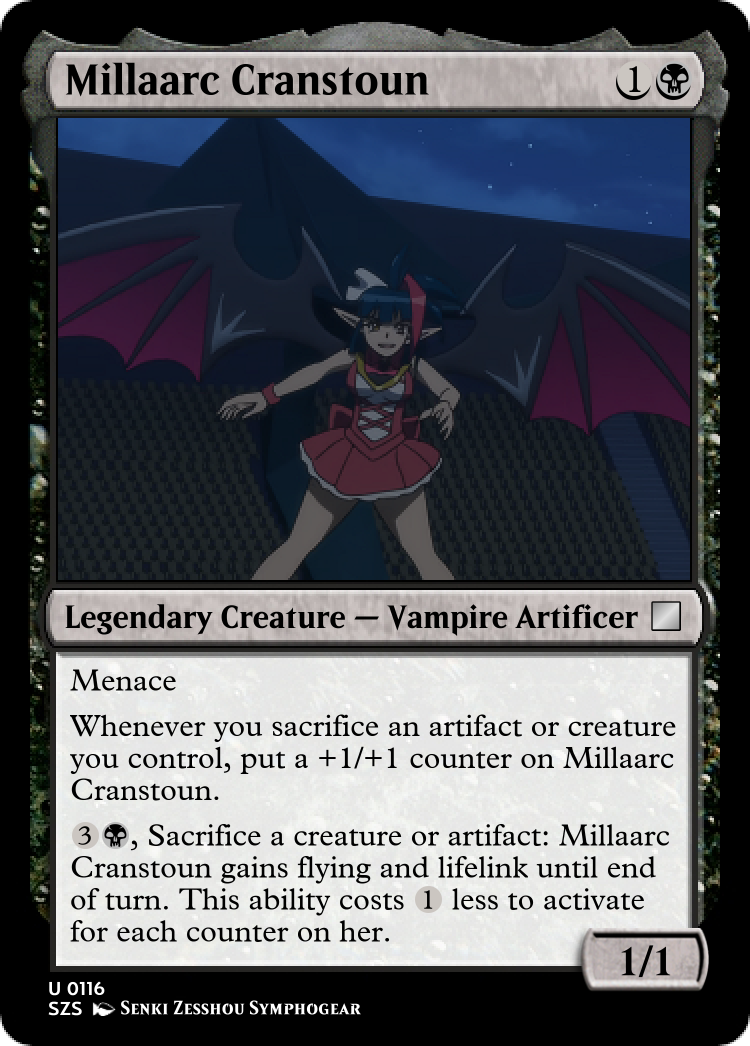 Millaarc Cranstoun 1
Legendary Creature — Vampire Artificer
Menace
Whenever you sacrifice an artifact or creature
you control, put a +1/+1 counter on Millaarc
Cranstoun.
3, Sacrifice a creature or artifact: Millaarc
Cranstoun gains flying and lifelink until end
of turn. This ability costs 1 less to activate
for each counter on her.
1/1
U 0116
SZS Senki Zesshou Symphogear